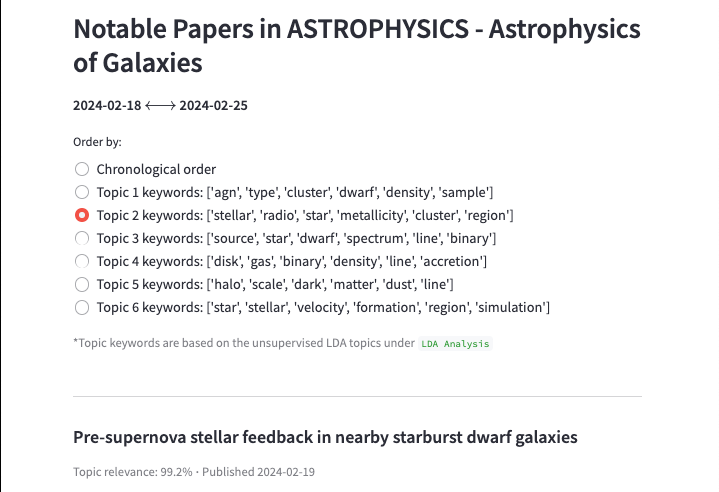 Notable Papers in ASTROPHYSICS - Astrophysics
of Galaxies
2024-02-18 ⟷ 2024-02-25
Order by:
Chronological order
Topic 1 keywords: ['agn', 'type', 'cluster', 'dwarf', 'density', 'sample']
Topic 2 keywords: ['stellar', 'radio', 'star', 'metallicity', 'cluster', 'region']
Topic 3 keywords: ['source', 'star', 'dwarf', 'spectrum', 'line', 'binary']
Topic 4 keywords: ['disk', 'gas', 'binary', 'density', 'line', 'accretion']
Topic 5 keywords: ['halo', 'scale', 'dark', 'matter', 'dust', 'line']
Topic 6 keywords: ['star', 'stellar', 'velocity', 'formation', 'region', 'simulation']
*Topic keywords are based on the unsupervised LDA topics under LDA Analysis
Pre-supernova stellar feedback in nearby starburst dwarf galaxies
Topic relevance: 99.2% · Published 2024-02-19